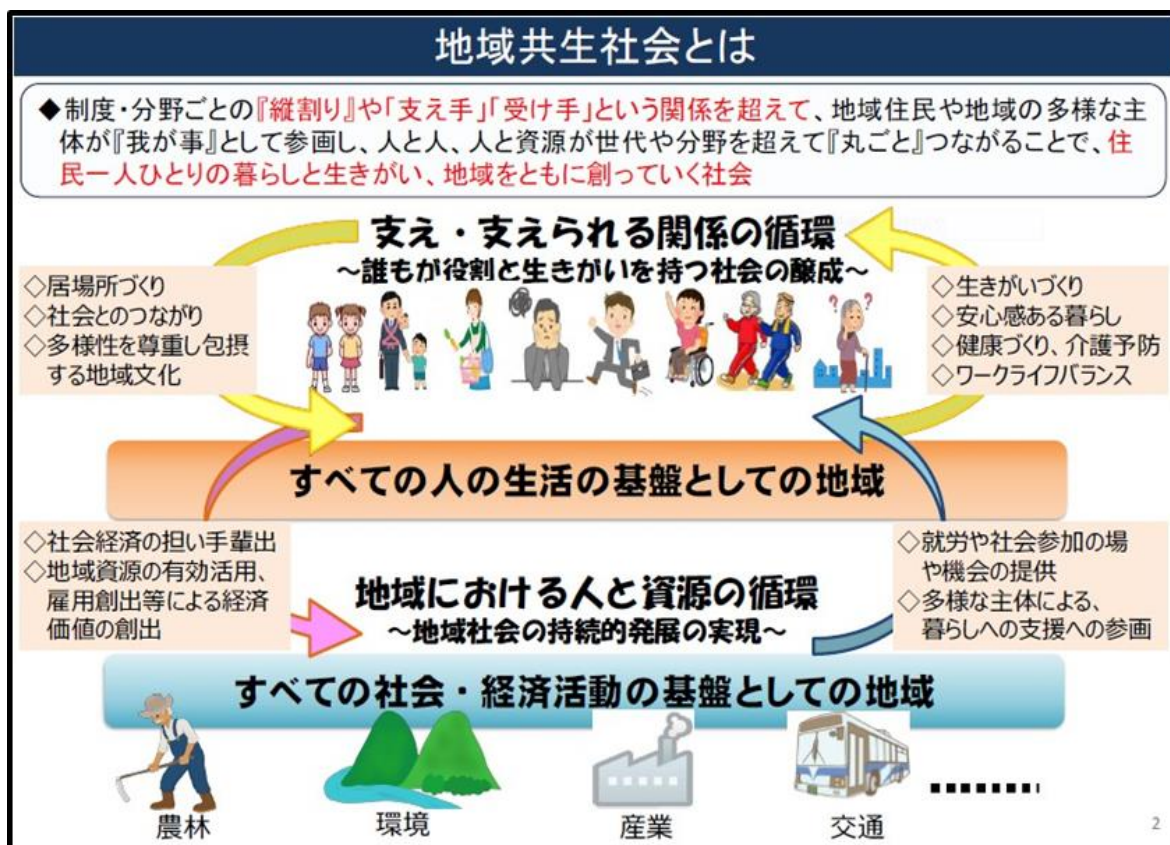 地域共生社会とは
◆制度・分野ごとの『縦割り』や「支え手」「受け手」という関係を超えて、地域住民や地域の多様な主
体が『我が事』として参画し、人と人、人と資源が世代や分野を超えて『丸ごと』つながることで、住
民一人ひとりの暮らしと生きがい、地域をともに創っていく社会
支え・支えられる関係の循環
~誰もが役割と生きがいを持つ社会の醸成~
◇居場所づくり
◇社会とのつながり
◇多様性を尊重し包摂
する地域文化
◇生きがいづくり
◇安心感ある暮らし
◇健康づくり、介護予防
◇ワークライフバランス
? ?
すべての人の生活の基盤としての地域
◇社会経済の担い手輩出
◇地域資源の有効活用、
雇用創出等による経済
価値の創出
地域における人と資源の循環
~地域社会の持続的発展の実現~
◇就労や社会参加の場
や機会の提供
◇多様な主体による、
暮らしへの支援への参画
すべての社会・経済活動の基盤としての地域
農林
環境
産業
交通
2